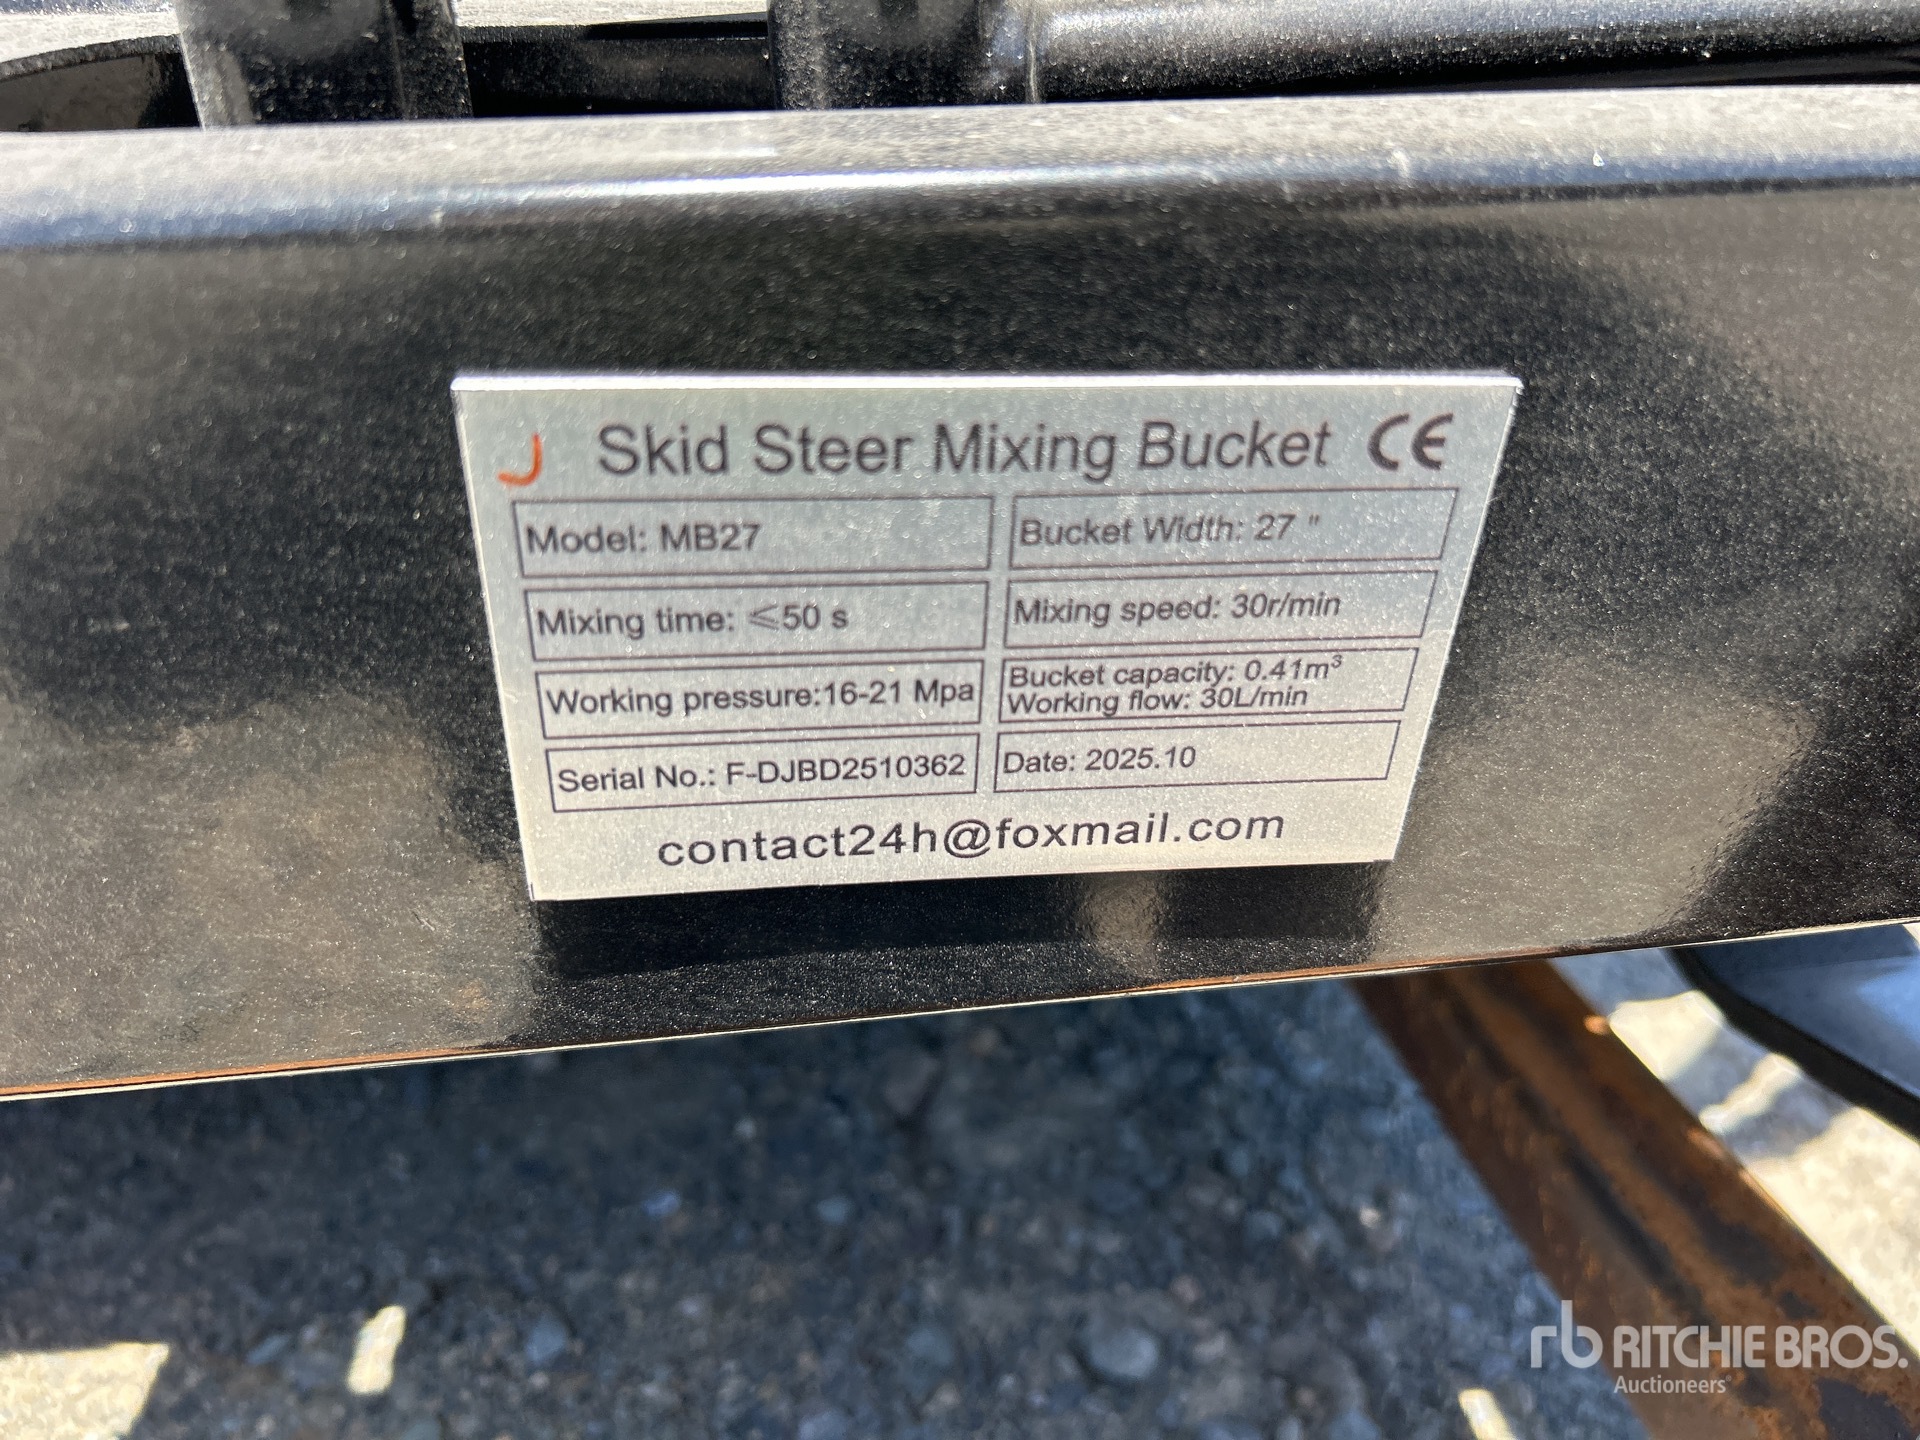 J Skid Steer Mixing Bucket CE
Model: MB27
Bucket Width: 27 "
Mixing time: ⩽50 s
Mixing speed: 30r/min
Working pressure:16-21 Mpa
Bucket capacity: 0.41m³
Working flow: 30L/min
Serial No.: F-DJBD2510362
Date: 2025.10
contact24h@foxmail.com
rb RITCHIE BROS.
Auctioneers